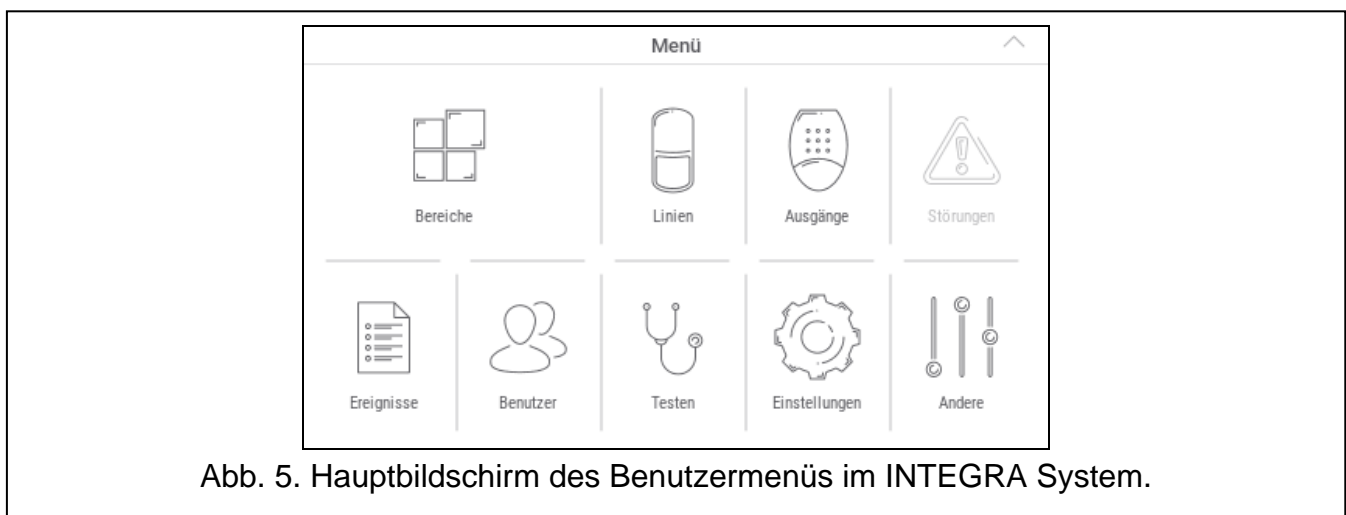 Menü
Bereiche
Linien
Ausgänge
Störungen
Ereignisse
Benutzer
Testen
Einstellungen
Andere
Abb. 5. Hauptbildschirm des Benutzermenüs im INTEGRA System.